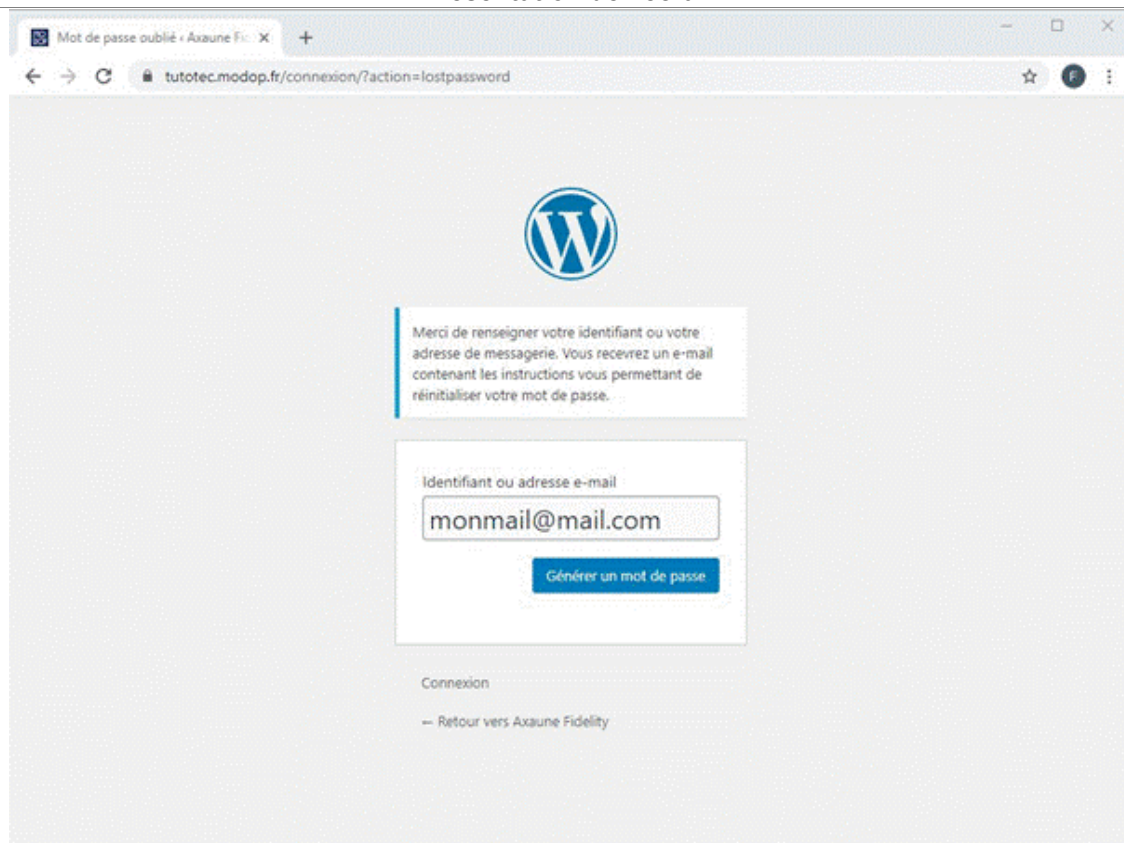 Mot de passe oublié ‹ Axaune Fi
tutotec.modop.fr/connexion/?action=lostpassword
F
W
Merci de renseigner votre identifiant ou votre
adresse de messagerie. Vous recevrez un e-mail
contenant les instructions vous permettant de
réinitialiser votre mot de passe.
Identifiant ou adresse e-mail
monmail@mail.com
Générer un mot de passe
Connexion
← Retour vers Axaune Fidelity